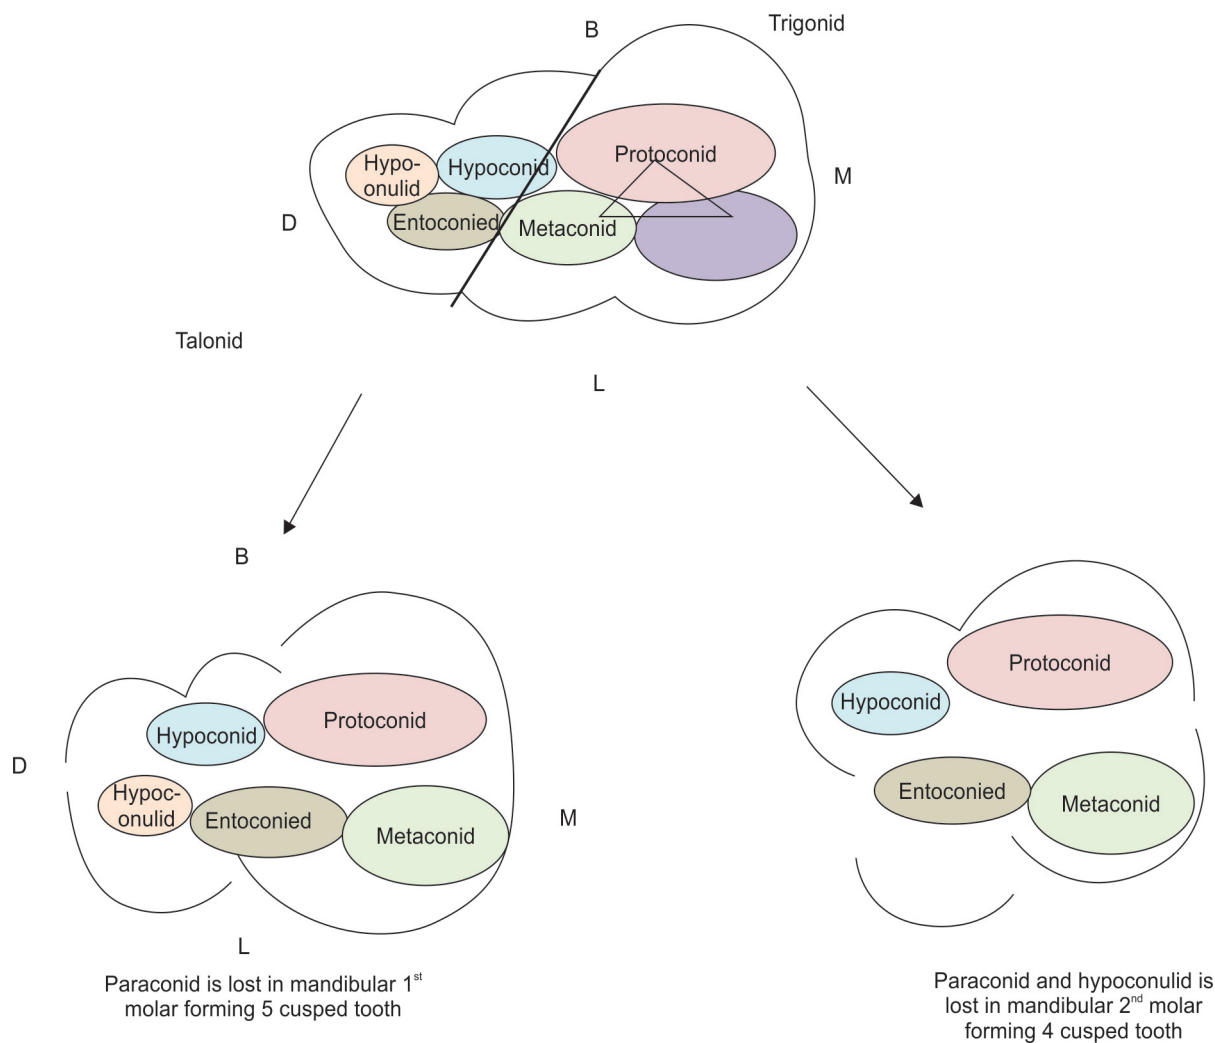 B
Trigonid
Hypo-
onulid
Hypoconid
Protoconid
M
D
Entoconied
Metaconid
Talonid
L
B
Hypoconid
Protoconid
D
Hypoc-
onulid
Entoconied
Metaconid
M
L
Paraconid is lost in mandibular 1st
molar forming 5 cusped tooth
Protoconid
Hypoconid
Entoconied
Metaconid
Paraconid and hypoconulid is
lost in mandibular 2nd molar
forming 4 cusped tooth